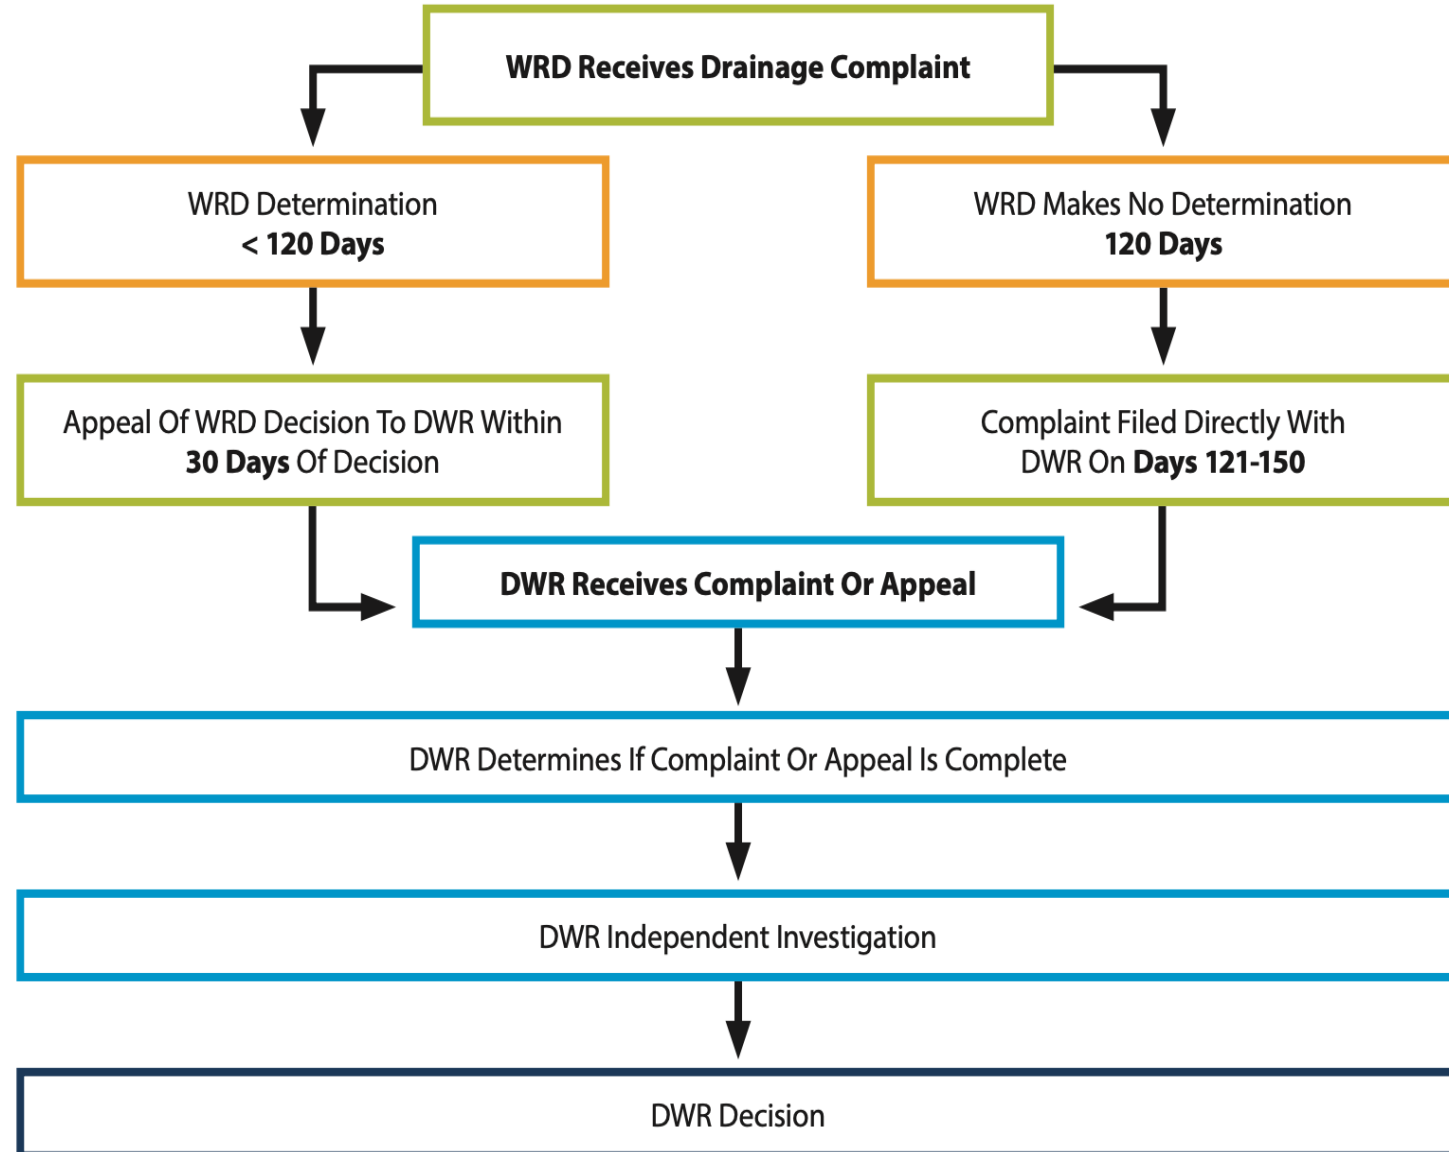 WRD Receives Drainage Complaint
WRD Determination
< 120 Days
WRD Makes No Determination
120 Days
Appeal Of WRD Decision To DWR Within
30 Days Of Decision
Complaint Filed Directly With
DWR On Days 121-150
DWR Receives Complaint Or Appeal
DWR Determines If Complaint Or Appeal Is Complete
DWR Independent Investigation
DWR Decision